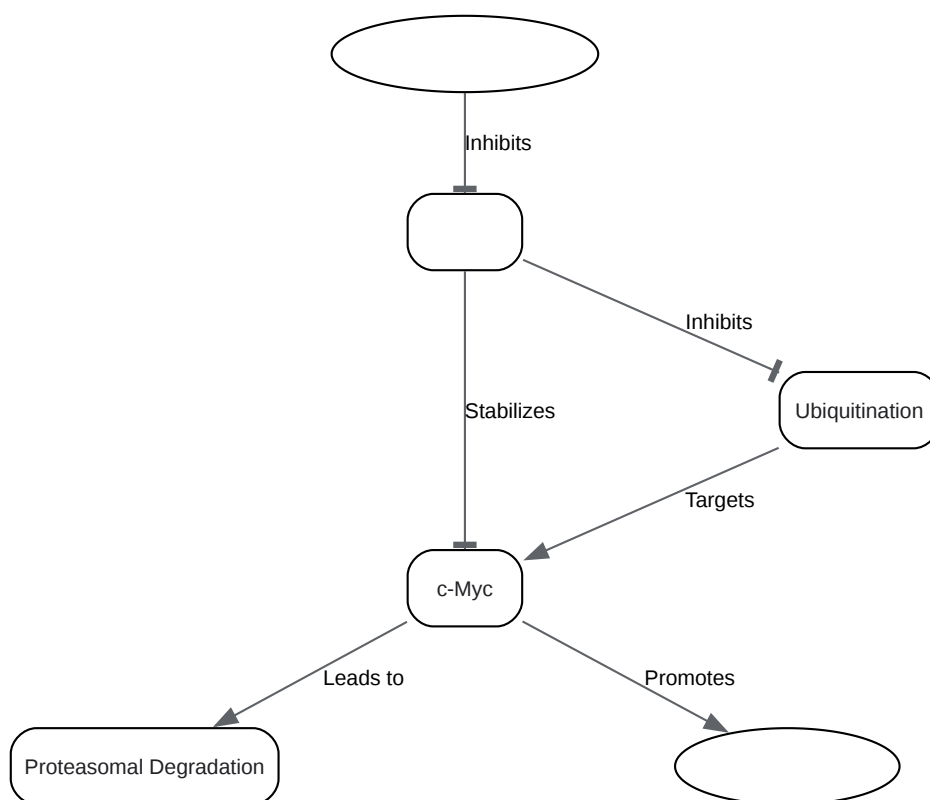 Inhibits
Inhibits
Ubiquitination
Stabilizes
Targets
c-Myc
Leads to
Promotes
Proteasomal Degradation